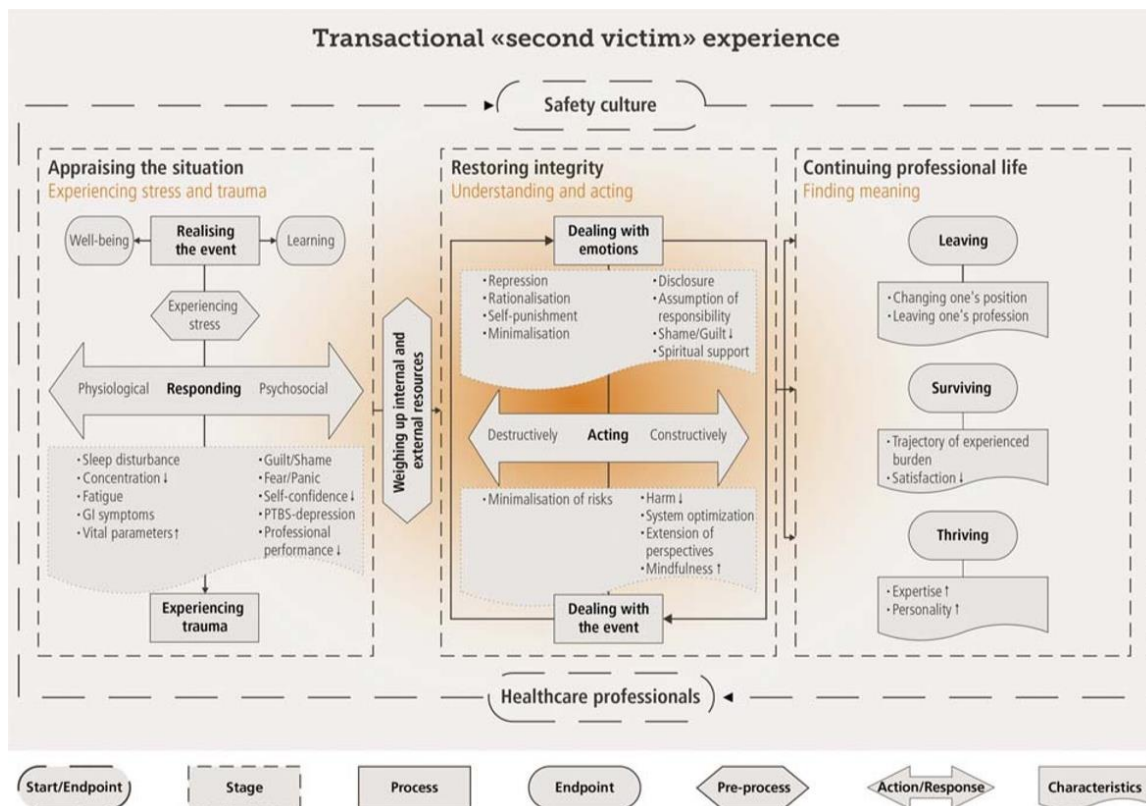 Transactional «second victim» experience
Safety culture
Appraising the situation
Experiencing stress and trauma
Well-being
Realising
the event
Learning
Experiencing
stress
Physiological
Responding
Psychosocial
· Sleep disturbance
· Concentration ↓
· Fatigue
· GI symptoms
· Vital parameters ↑
· Guilt/Shame
· Fear/Panic
· Self-confidence ↓
· PTBS-depression
· Professional
performance ↓
Experiencing
trauma
Weighing up internal and
external resources
Restoring integrity
Understanding and acting
Dealing with
emotions
· Repression
· Rationalisation
· Self-punishment
· Minimalisation
· Disclosure
· Assumption of
responsibility
· Shame/Guilt ↓
· Spiritual support
Destructively
Acting
Constructively
· Minimalisation of risks
· Harm ↓
· System optimization
· Extension of
perspectives
· Mindfulness ↑
Dealing with
the event
Continuing professional life
Finding meaning
Leaving
· Changing one's position
· Leaving one's profession
Surviving
· Trajectory of experienced
burden
· Satisfaction ↓
Thriving
· Expertise ↑
· Personality ↑
Healthcare professionals
Start/Endpoint
Stage
Process
Endpoint
Pre-process
Action/Response
Characteristics